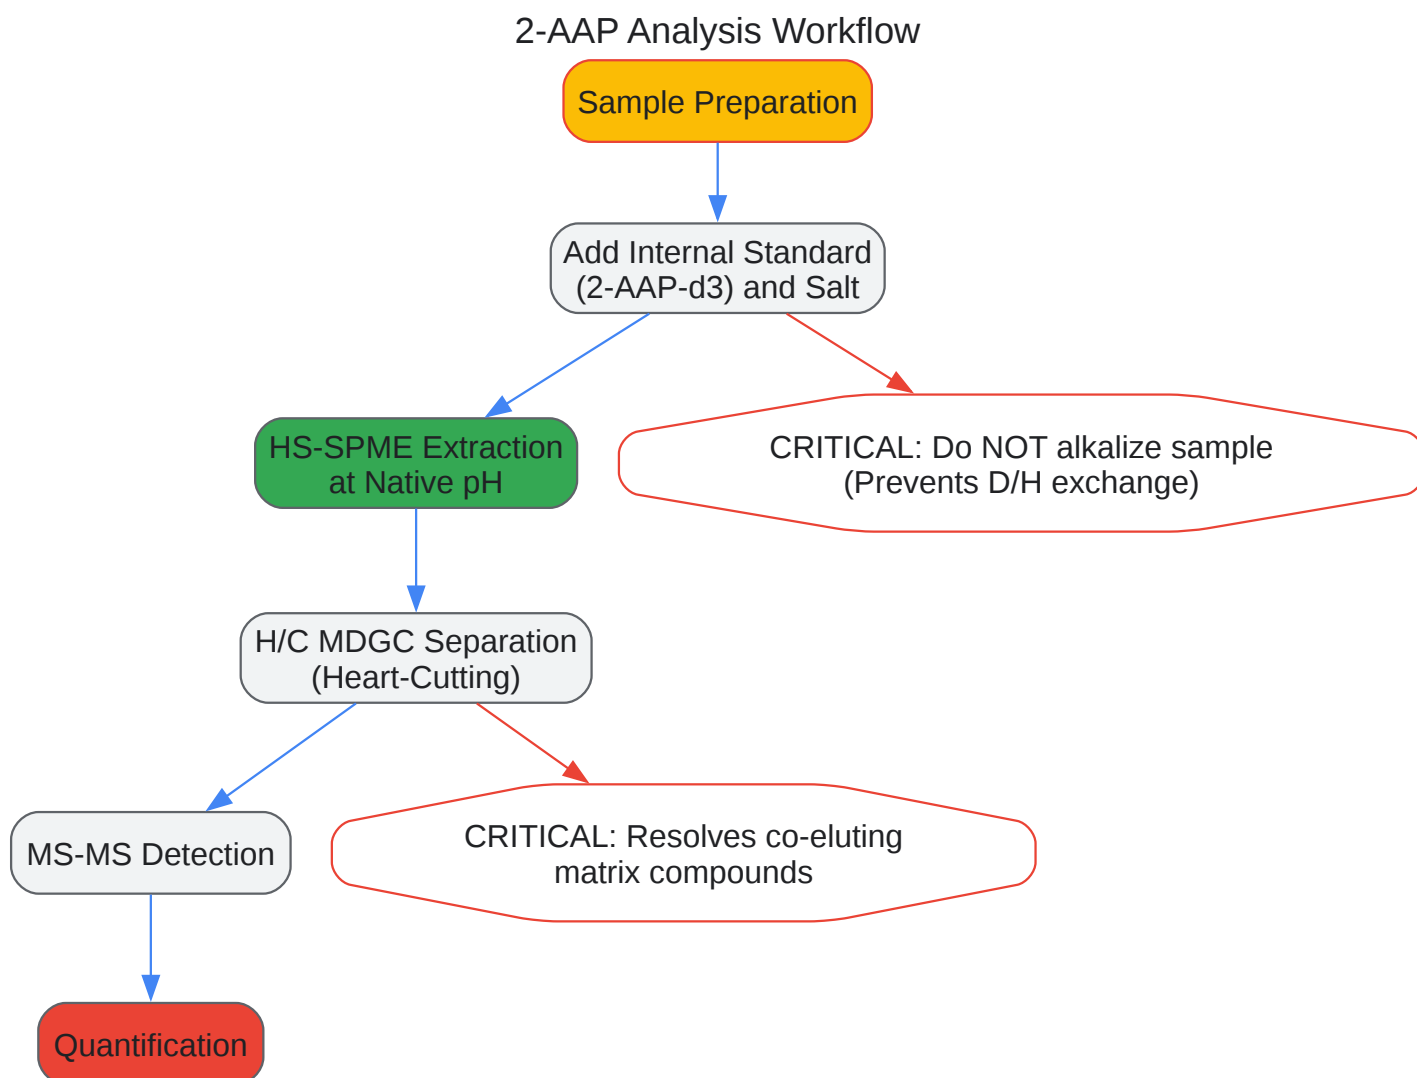 2-AAP Analysis Workflow
Sample Preparation
Add Internal Standard
(2-AAP-d3) and Salt
HS-SPME Extraction
at Native pH
CRITICAL: Do NOT alkalize sample
(Prevents D/H exchange)
H/C MDGC Separation
(Heart-Cutting)
MS-MS Detection
CRITICAL: Resolves co-eluting
matrix compounds
Quantification